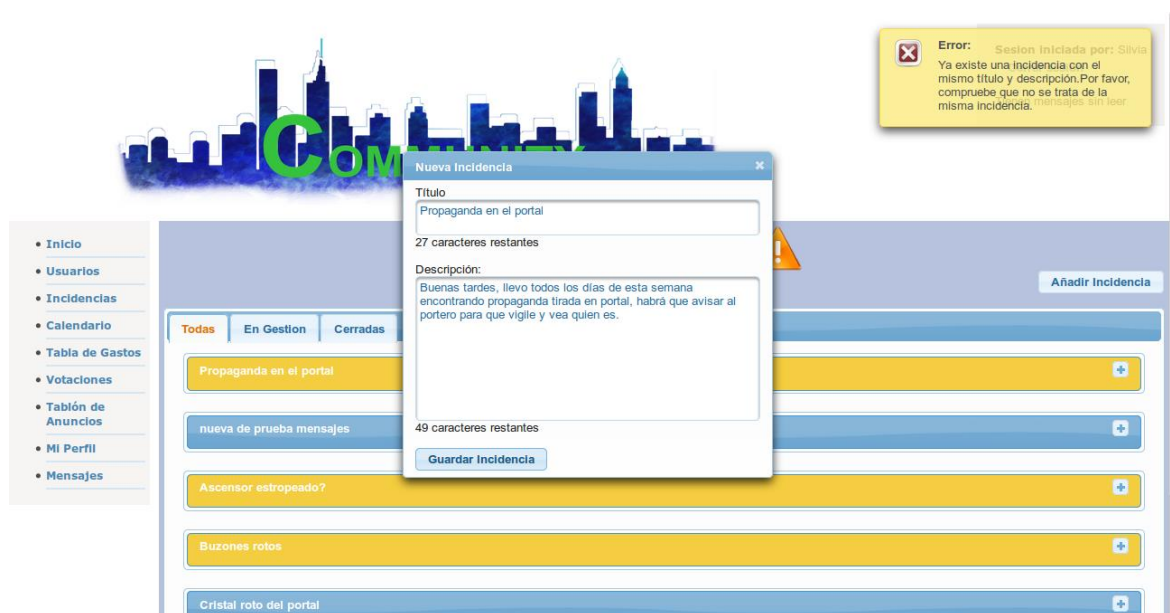 COMMUNITY
Error:
Ya existe una incidencia con el
mismo título y descripción.Por favor,
compruebe que no se trata de la
misma incidencia.
Sesion iniciada por: Silvia
mensajes sin leer
Inicio
Usuarios
Incidencias
Calendario
Tabla de Gastos
Votaciones
Tablón de
Anuncios
Mi Perfil
Mensajes
Nueva Incidencia
Título
Propaganda en el portal
27 caracteres restantes
Descripción:
Buenas tardes, llevo todos los días de esta semana
encontrando propaganda tirada en portal, habrá que avisar al
portero para que vigile y vea quien es.
49 caracteres restantes
Guardar Incidencia
Añadir Incidencia
Todas
En Gestion
Cerradas
Propaganda en el portal
nueva de prueba mensajes
Ascensor estropeado?
Buzones rotos
Cristal roto del portal